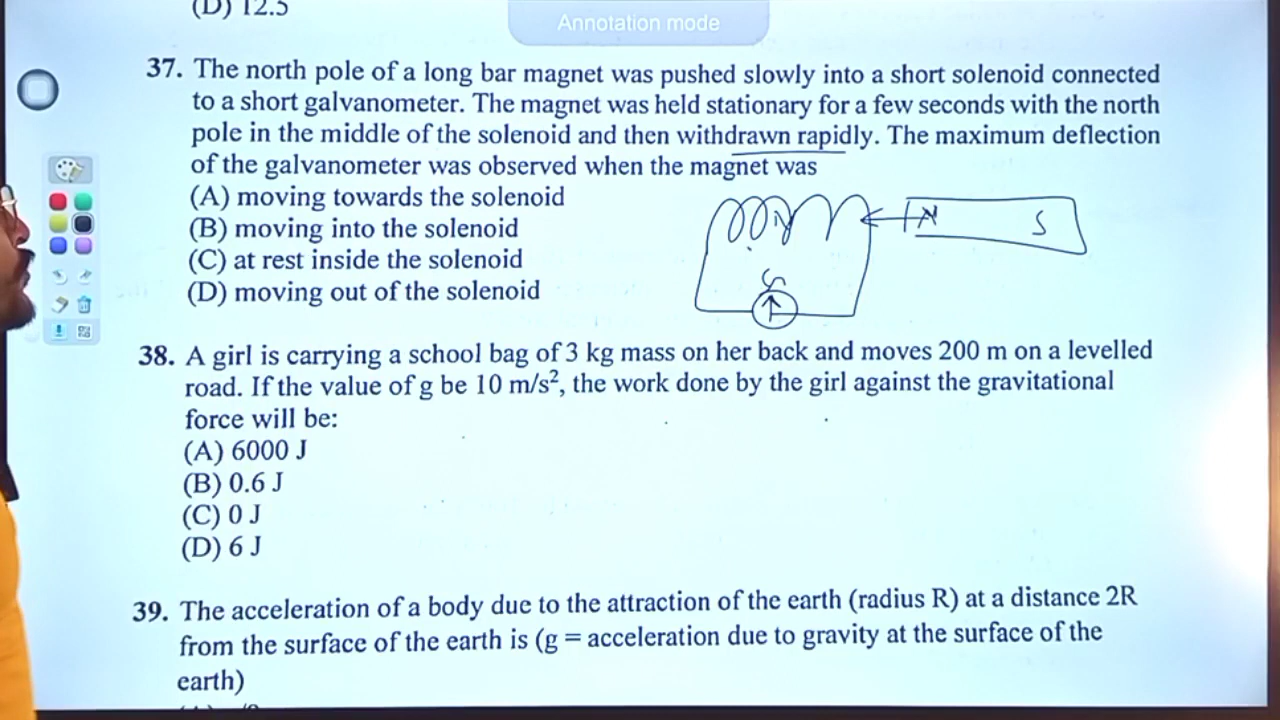 (D) 12.5
Annotation mode
37. The north pole of a long bar magnet was pushed slowly into a short solenoid connected
to a short galvanometer. The magnet was held stationary for a few seconds with the north
pole in the middle of the solenoid and then withdrawn rapidly. The maximum deflection
of the galvanometer was observed when the magnet was
(A) moving towards the solenoid
(B) moving into the solenoid
(C) at rest inside the solenoid
(D) moving out of the solenoid
N S
38. A girl is carrying a school bag of 3 kg mass on her back and moves 200 m on a levelled
road. If the value of g be 10 m/s², the work done by the girl against the gravitational
force will be:
(A) 6000 J
(B) 0.6 J
(C) 0 J
(D) 6 J
39. The acceleration of a body due to the attraction of the earth (radius R) at a distance 2R
from the surface of the earth is (g = acceleration due to gravity at the surface of the
earth)